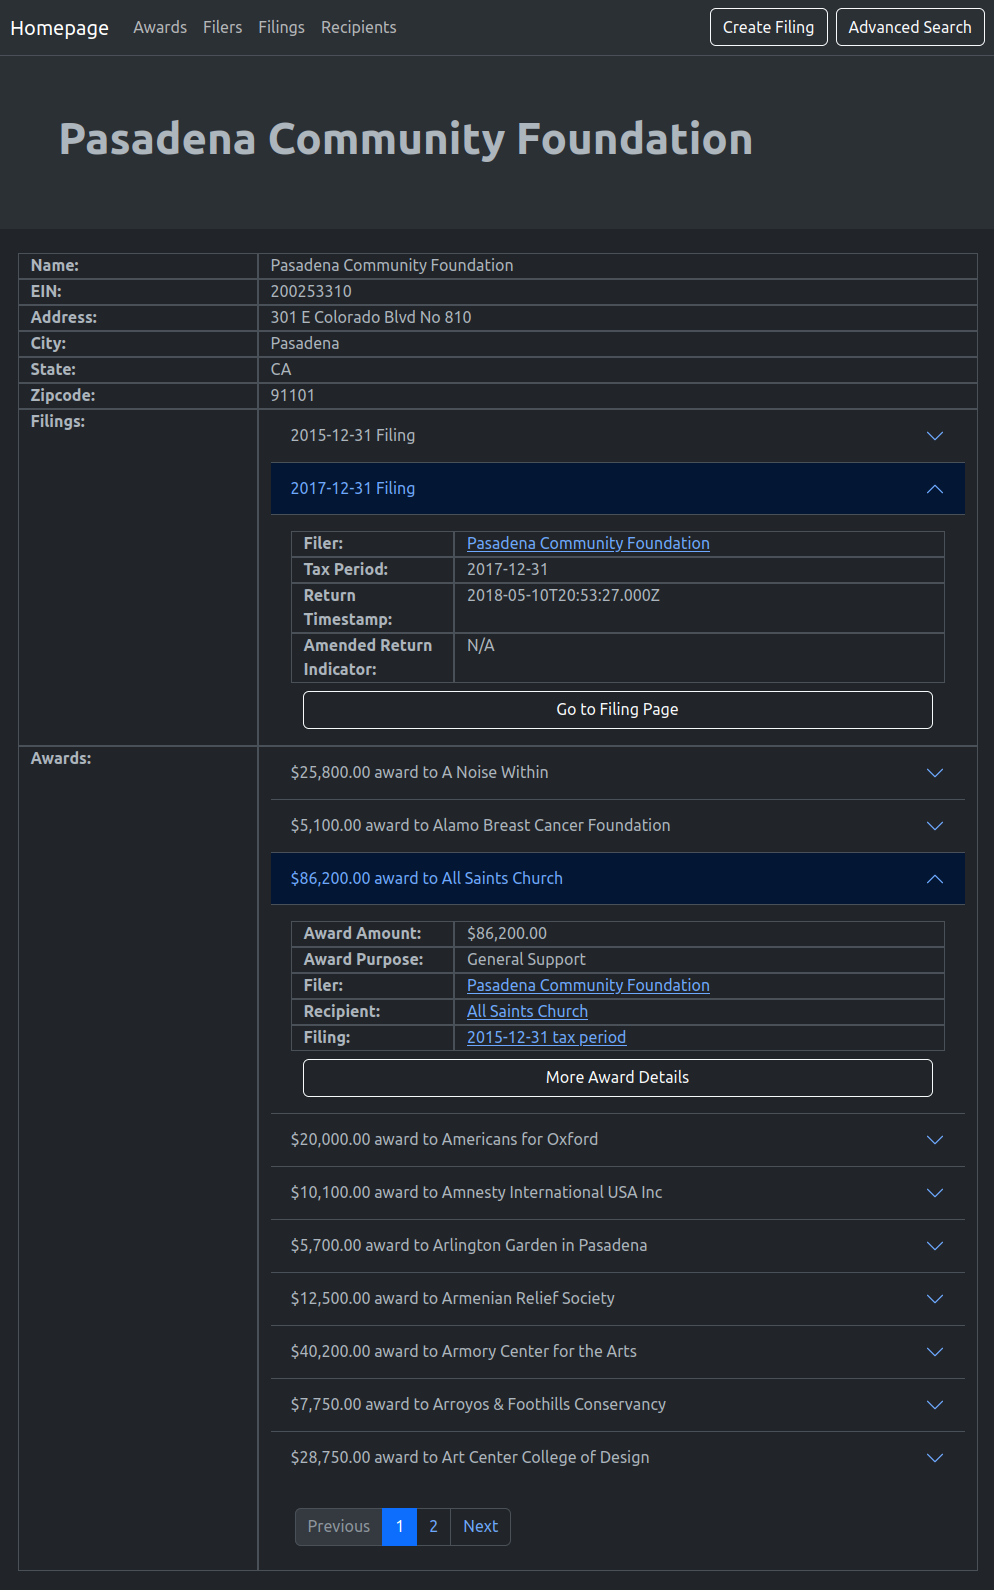 Homepage Awards Filers Filings Recipients Create Filing Advanced Search
Pasadena Community Foundation
Name: Pasadena Community Foundation
EIN: 200253310
Address: 301 E Colorado Blvd No 810
City: Pasadena
State: CA
Zipcode: 91101
Filings:
2015-12-31 Filing
2017-12-31 Filing
Filer: Pasadena Community Foundation
Tax Period: 2017-12-31
Return Timestamp: 2018-05-10T20:53:27.000Z
Amended Return Indicator: N/A
Go to Filing Page
Awards:
$25,800.00 award to A Noise Within
$5,100.00 award to Alamo Breast Cancer Foundation
$86,200.00 award to All Saints Church
Award Amount: $86,200.00
Award Purpose: General Support
Filer: Pasadena Community Foundation
Recipient: All Saints Church
Filing: 2015-12-31 tax period
More Award Details
$20,000.00 award to Americans for Oxford
$10,100.00 award to Amnesty International USA Inc
$5,700.00 award to Arlington Garden in Pasadena
$12,500.00 award to Armenian Relief Society
$40,200.00 award to Armory Center for the Arts
$7,750.00 award to Arroyos & Foothills Conservancy
$28,750.00 award to Art Center College of Design
Previous 1 2 Next